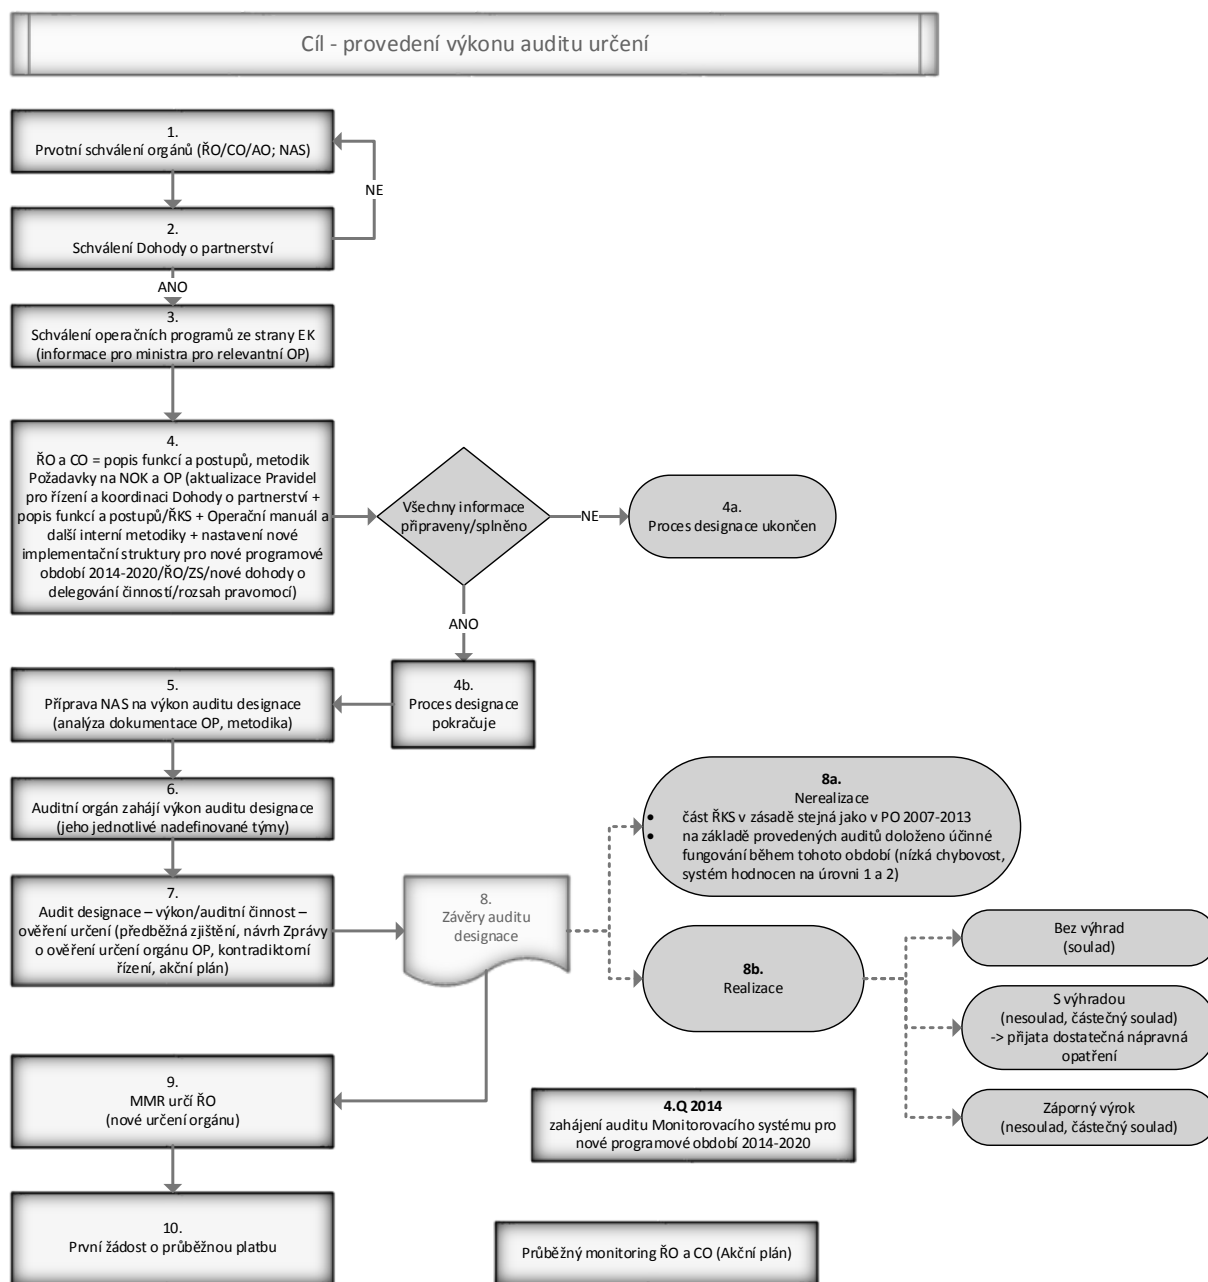 Cíl - provedení výkonu auditu určení
1.
Prvotní schválení orgánů (ŘO/CO/AO; NAS)
NE
2.
Schválení Dohody o partnerství
ANO
3.
Schválení operačních programů ze strany EK
(informace pro ministra pro relevantní OP)
4.
ŘO a CO = popis funkcí a postupů, metodik
Požadavky na NOK a OP (aktualizace Pravidel
pro řízení a koordinaci Dohody o partnerství +
popis funkcí a postupů/ŘKS + Operační manuál a
další interní metodiky + nastavení nové
implementační struktury pro nové programové
období 2014-2020/ŘO/ZS/nové dohody o
delegování činností/rozsah pravomocí)
Všechny informace
připraveny/splněno
NE
4a.
Proces designace ukončen
ANO
4b.
Proces designace
pokračuje
5.
Příprava NAS na výkon auditu designace
(analýza dokumentace OP, metodika)
6.
Auditní orgán zahájí výkon auditu designace
(jeho jednotlivé nadefinované týmy)
7.
Audit designace – výkon/auditní činnost –
ověření určení (předběžná zjištění, návrh Zprávy
o ověření určení orgánu OP, kontradiktorní
řízení, akční plán)
8.
Závěry auditu
designace
8a.
Nerealizace
• část ŘKS v zásadě stejná jako v PO 2007-2013
• na základě provedených auditů doloženo účinné
fungování během tohoto období (nízká chybovost,
systém hodnocen na úrovni 1 a 2)
8b.
Realizace
Bez výhrad
(soulad)
S výhradou
(nesoulad, částečný soulad)
-> přijata dostatečná nápravná
opatření
Záporný výrok
(nesoulad, částečný soulad)
9.
MMR určí ŘO
(nové určení orgánu)
4.Q 2014
zahájení auditu Monitorovacího systému pro
nové programové období 2014-2020
10.
První žádost o průběžnou platbu
Průběžný monitoring ŘO a CO (Akční plán)